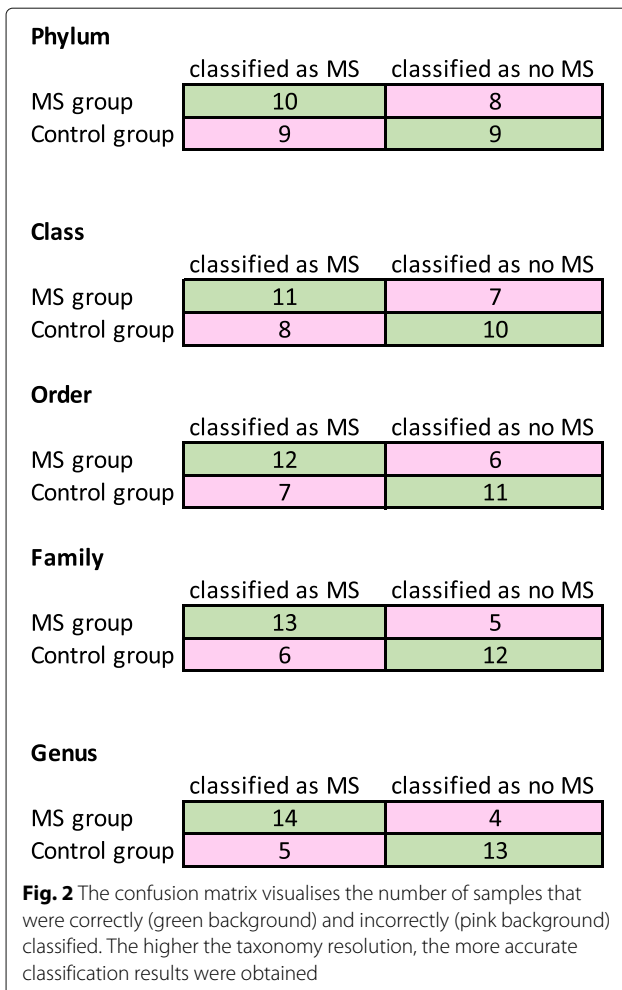 Phylum
classified as MS classified as no MS
MS group 10 8
Control group 9 9
Class
classified as MS classified as no MS
MS group 11 7
Control group 8 10
Order
classified as MS classified as no MS
MS group 12 6
Control group 7 11
Family
classified as MS classified as no MS
MS group 13 5
Control group 6 12
Genus
classified as MS classified as no MS
MS group 14 4
Control group 5 13
Fig. 2 The confusion matrix visualises the number of samples that
were correctly (green background) and incorrectly (pink background)
classified. The higher the taxonomy resolution, the more accurate
classification results were obtained